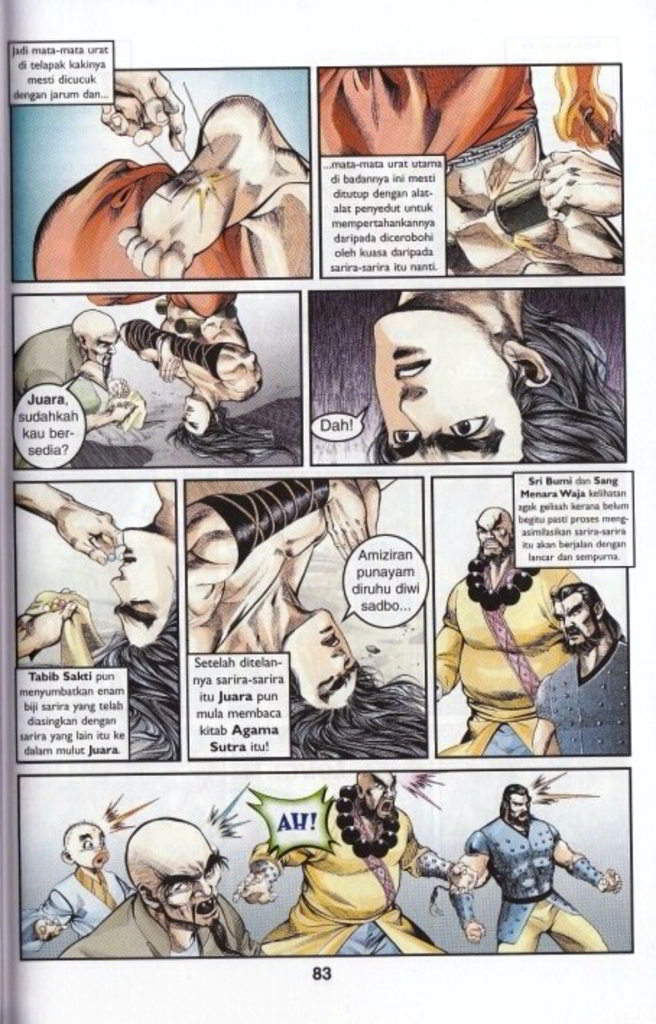 Jadi mata-mata urat
di telapak kakinya
mesti dicucuk
dengan jarum dan...
...mata-mata urat utama
di badannya ini mesti
ditutup dengan alat-
alat penyedut untuk
mempertahankannya
daripada dicerobohi
oleh kuasa daripada
sarira-sarira itu nanti.
Juara,
sudahkah
kau ber-
sedia?
Dah!
Tabib Sakti pun
menyumbatkan enam
biji sarira yang telah
diasingkan dengan
sarira yang lain itu ke
dalam mulut Juara.
Amiziran
punayam
diruhu diwi
sadbo...
Setelah ditelan-
nya sarira-sarira
itu Juara pun
mula membaca
kitab Agama
Sutra itu!
Sri Bumi dan Sang
Menara Waja kelihatan
agak gelisah kerana belum
begitu pasti proses meng-
asimilasikan sarira-sarira
itu akan berjalan dengan
lancar dan sempurna.
AH!
83